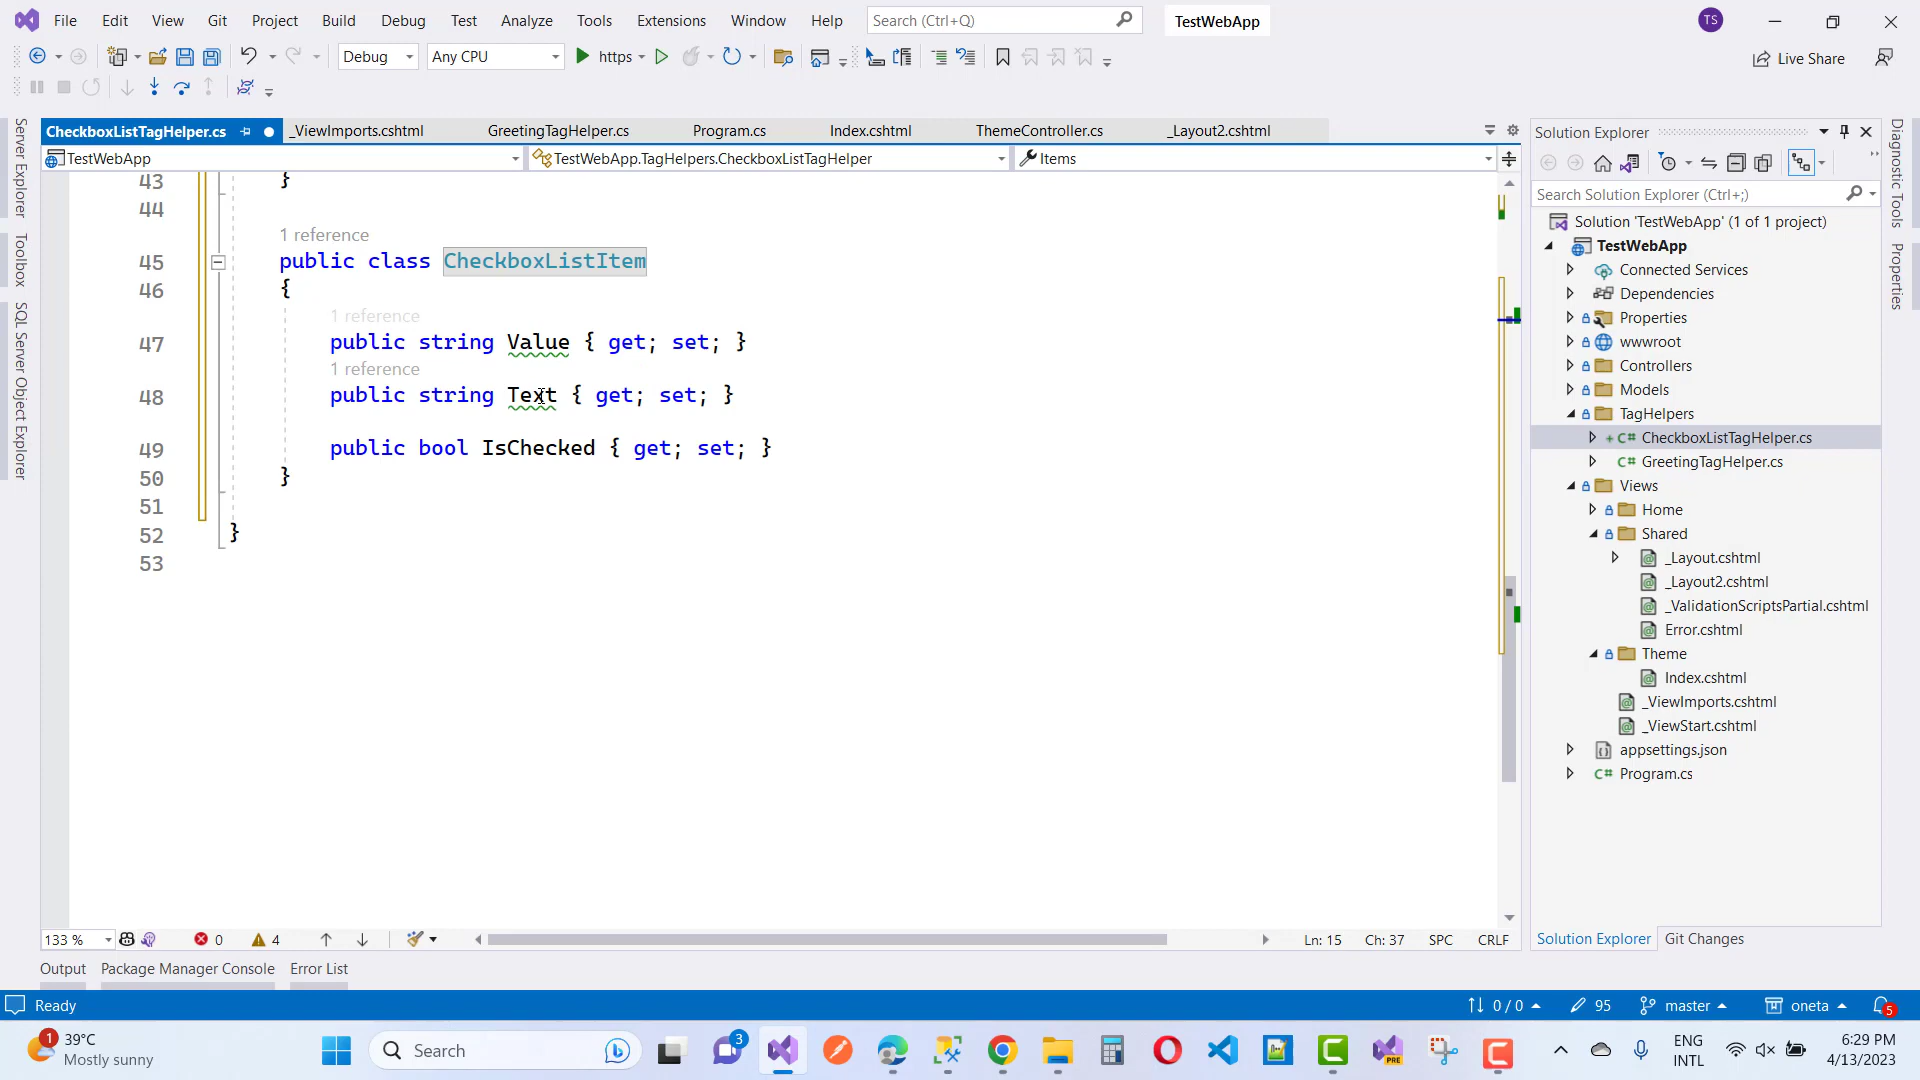 File Edit View Git Project Build Debug Test Analyze Tools Extensions Window Help Search (Ctrl+Q) TestWebApp TS
Debug Any CPU https Live Share
CheckboxListTagHelper.cs _ViewImports.cshtml GreetingTagHelper.cs Program.cs Index.cshtml ThemeController.cs _Layout2.cshtml
TestWebApp TestWebApp.TagHelpers.CheckboxListTagHelper Items
Server Explorer
Toolbox
SQL Server Object Explorer
43 }
44
1 reference
45 public class CheckboxListItem
46 {
1 reference
47 public string Value { get; set; }
1 reference
48 public string Text { get; set; }
49 public bool IsChecked { get; set; }
50 }
51
52 }
53
133 % 0 4 Ln: 15 Ch: 37 SPC CRLF
Solution Explorer
Search Solution Explorer (Ctrl+;)
Solution 'TestWebApp' (1 of 1 project)
TestWebApp
Connected Services
Dependencies
Properties
wwwroot
Controllers
Models
TagHelpers
C# CheckboxListTagHelper.cs
C# GreetingTagHelper.cs
Views
Home
Shared
_Layout.cshtml
_Layout2.cshtml
_ValidationScriptsPartial.cshtml
Error.cshtml
Theme
Index.cshtml
_ViewImports.cshtml
_ViewStart.cshtml
appsettings.json
C# Program.cs
Solution Explorer Git Changes
Diagnostic Tools
Properties
Output Package Manager Console Error List
Ready 0 / 0 95 master oneta 5
1 39°C
Mostly sunny
Search 3 PRE
ENG
INTL
6:29 PM
4/13/2023